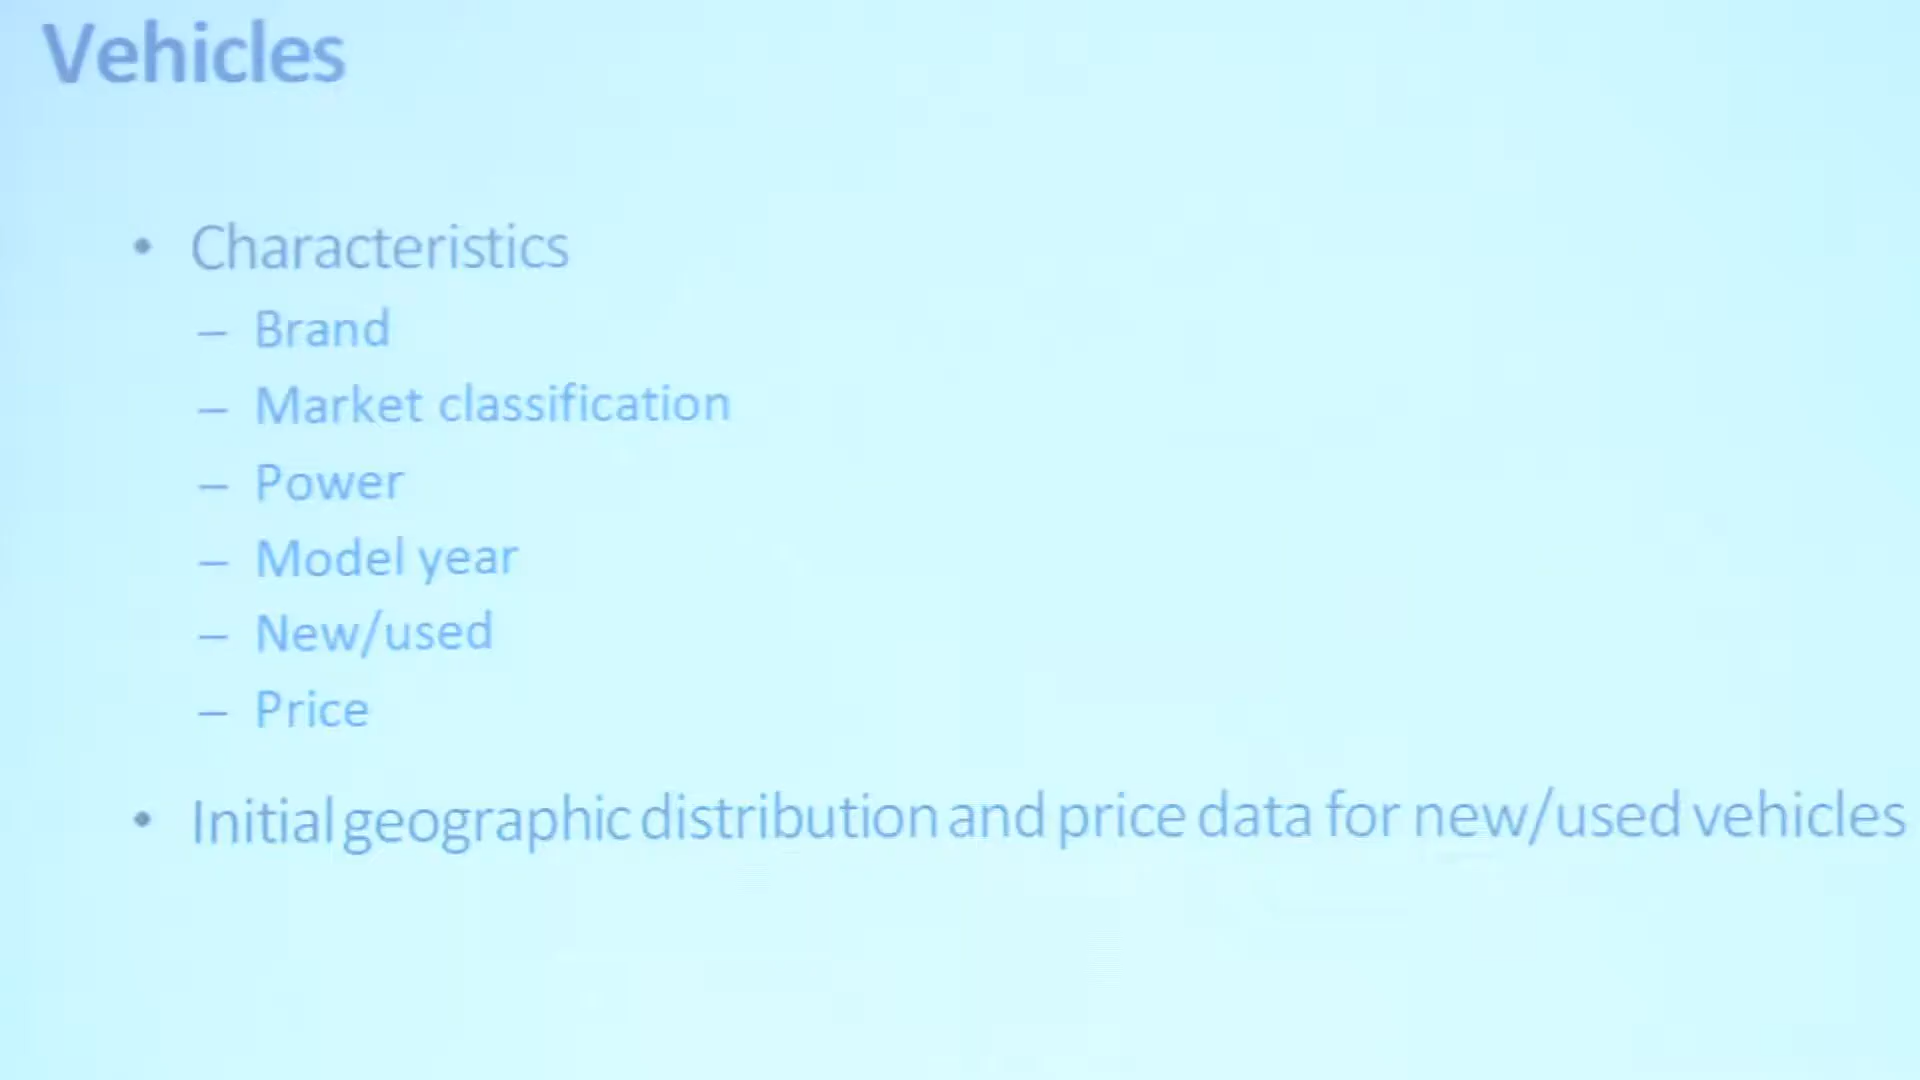 Vehicles
• Characteristics
– Brand
– Market classification
– Power
– Model year
– New/used
– Price
• Initial geographic distribution and price data for new/used vehicles